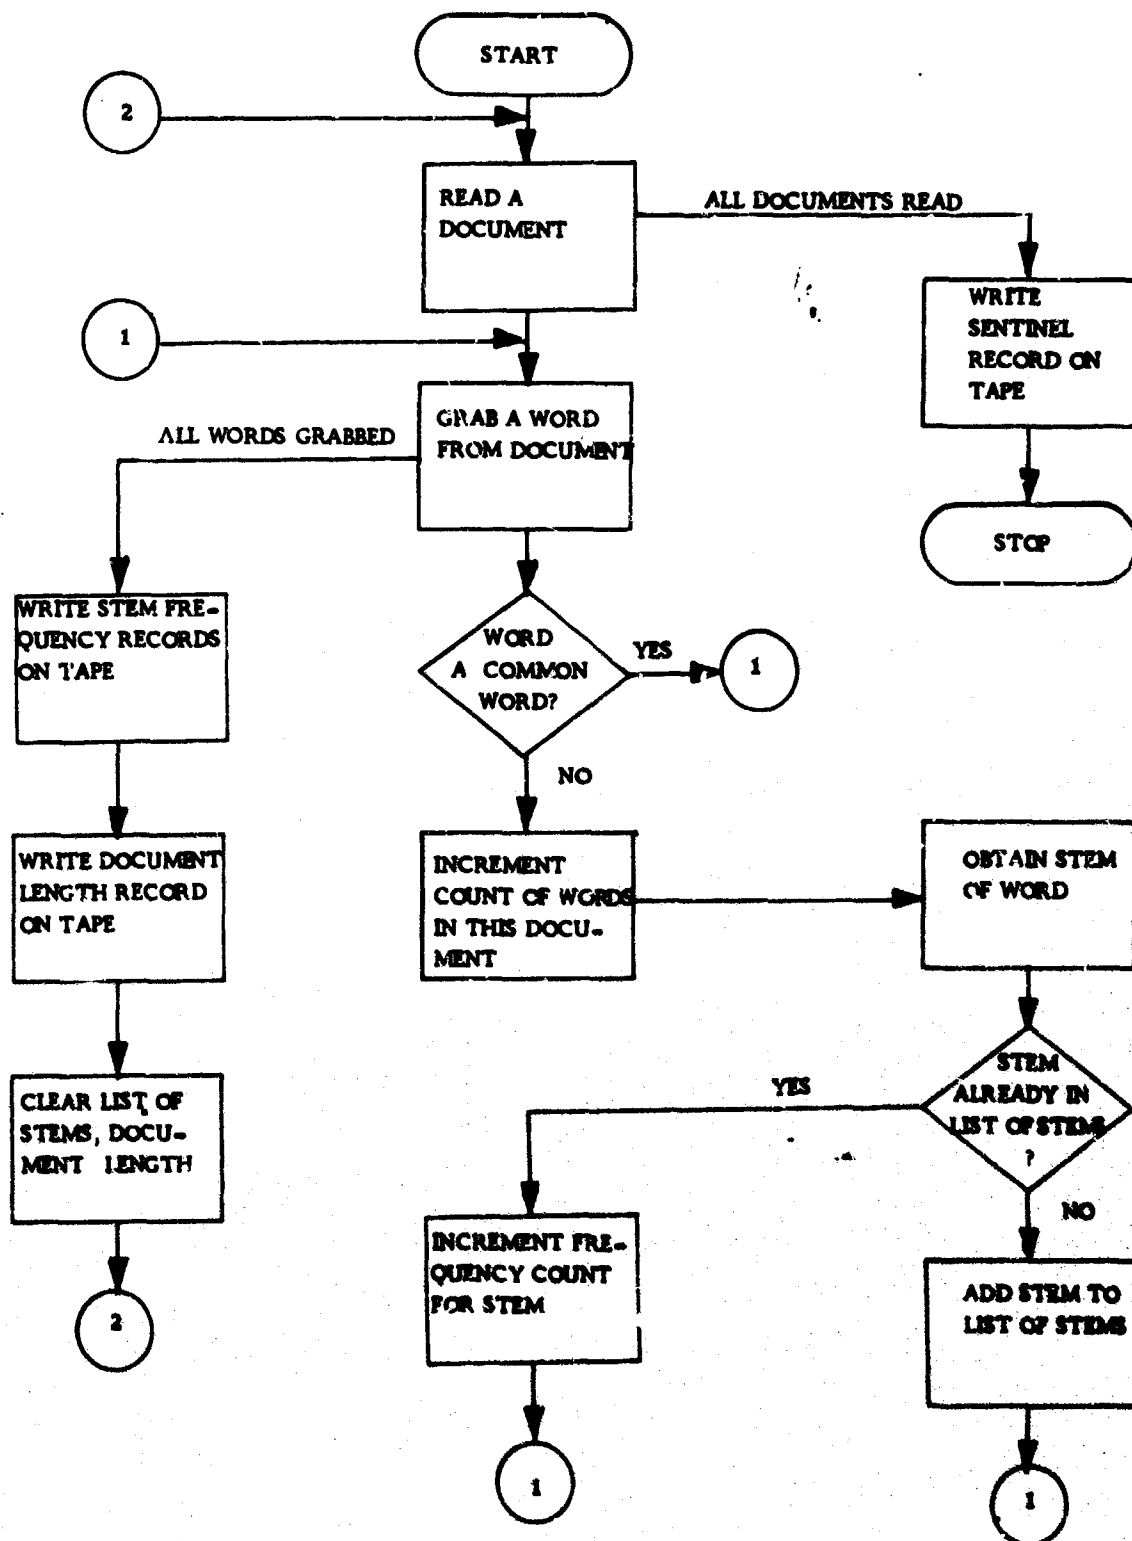 START
2
READ A
DOCUMENT
ALL DOCUMENTS READ
WRITE
SENTINEL
RECORD ON
TAPE
STOP
1
GRAB A WORD
FROM DOCUMENT
ALL WORDS GRABBED
WRITE STEM FRE-
QUENCY RECORDS
ON TAPE
WORD
A COMMON
WORD?
YES
1
NO
WRITE DOCUMENT
LENGTH RECORD
ON TAPE
INCREMENT
COUNT OF WORDS
IN THIS DOCU-
MENT
OBTAIN STEM
OF WORD
CLEAR LIST OF
STEMS, DOCU-
MENT LENGTH
2
STEM
ALREADY IN
LIST OF STEMS
?
YES
NO
INCREMENT FRE-
QUENCY COUNT
FOR STEM
1
ADD STEM TO
LIST OF STEMS
1